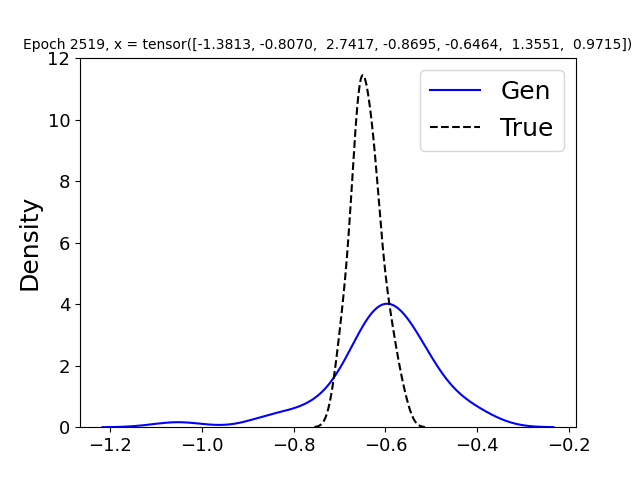 Epoch 2519, x = tensor([-1.3813, -0.8070,  2.7417, -0.8695, -0.6464,  1.3551,  0.9715])
12
Gen
True
10
8
6
4
2
0
Density
−1.2 −1.0 −0.8 −0.6 −0.4 −0.2